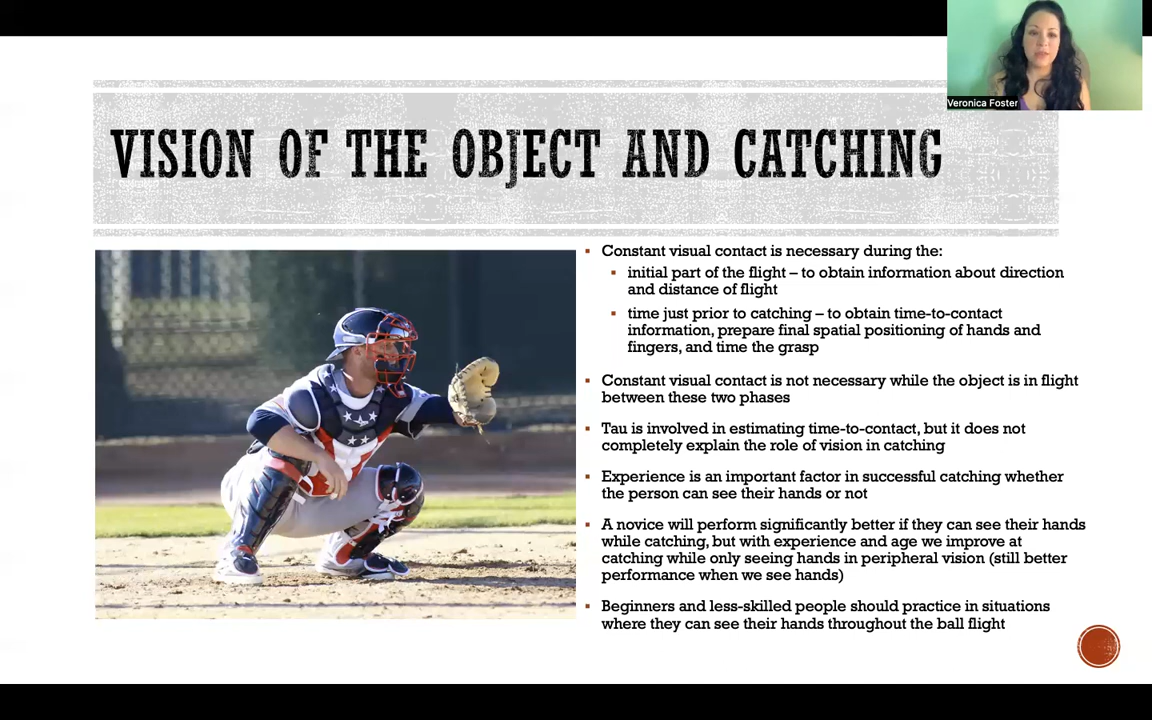 Veronica Foster
VISION OF THE OBJECT AND CATCHING
▪ Constant visual contact is necessary during the:
▪ initial part of the flight – to obtain information about direction
and distance of flight
▪ time just prior to catching – to obtain time-to-contact
information, prepare final spatial positioning of hands and
fingers, and time the grasp
▪ Constant visual contact is not necessary while the object is in flight
between these two phases
▪ Tau is involved in estimating time-to-contact, but it does not
completely explain the role of vision in catching
▪ Experience is an important factor in successful catching whether
the person can see their hands or not
▪ A novice will perform significantly better if they can see their hands
while catching, but with experience and age we improve at
catching while only seeing hands in peripheral vision (still better
performance when we see hands)
▪ Beginners and less-skilled people should practice in situations
where they can see their hands throughout the ball flight